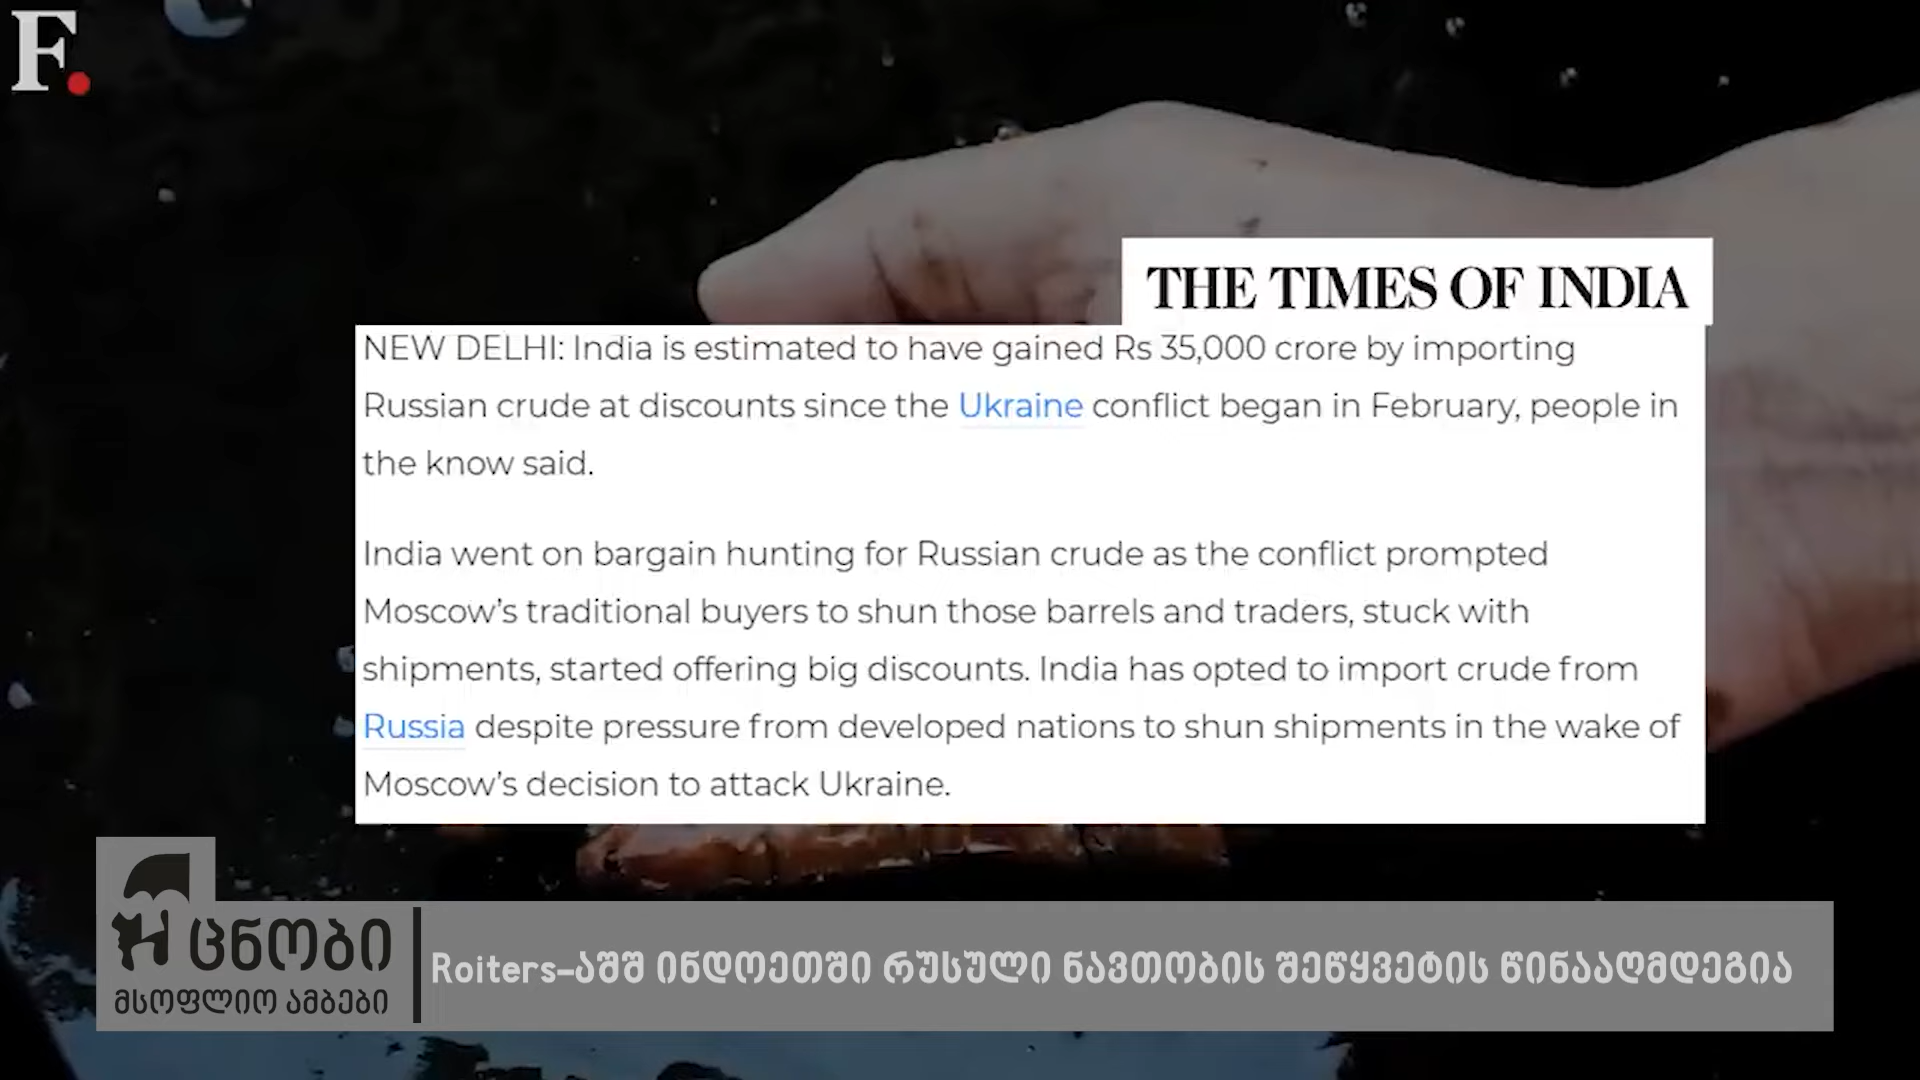 F.
THE TIMES OF INDIA
NEW DELHI: India is estimated to have gained Rs 35,000 crore by importing
Russian crude at discounts since the Ukraine conflict began in February, people in
the know said.
India went on bargain hunting for Russian crude as the conflict prompted
Moscow's traditional buyers to shun those barrels and traders, stuck with
shipments, started offering big discounts. India has opted to import crude from
Russia despite pressure from developed nations to shun shipments in the wake of
Moscow's decision to attack Ukraine.
ცნობი
მსოფლიო ამბები
Roiters-აშშ ინდოეთში რუსული ნავთობის შეწყვეტის წინააღმდეგია